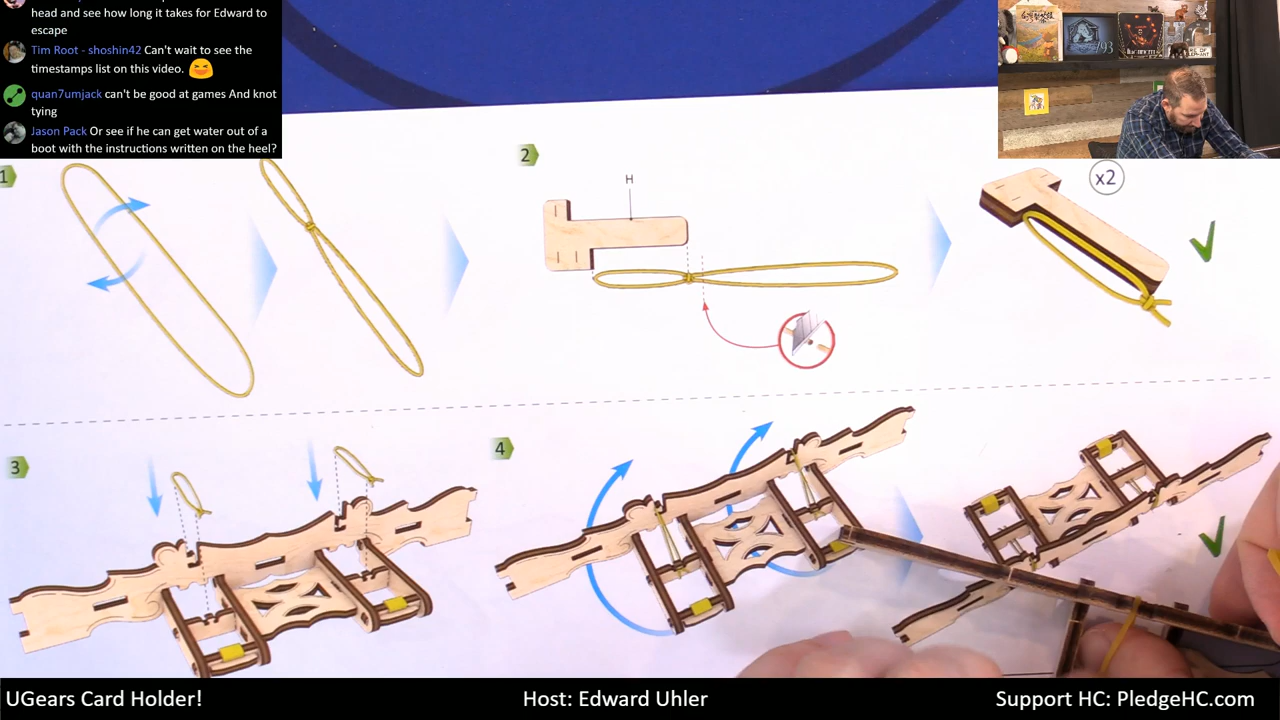 head and see how long it takes for Edward to
escape
Tim Root - shoshin42 Can't wait to see the
timestamps list on this video. 😆
quan7umjack can't be good at games And knot
tying
Jason Pack Or see if he can get water out of a
boot with the instructions written on the heel?
1
2
H
x2
3
4
/93
UGears Card Holder!
Host: Edward Uhler
Support HC: PledgeHC.com